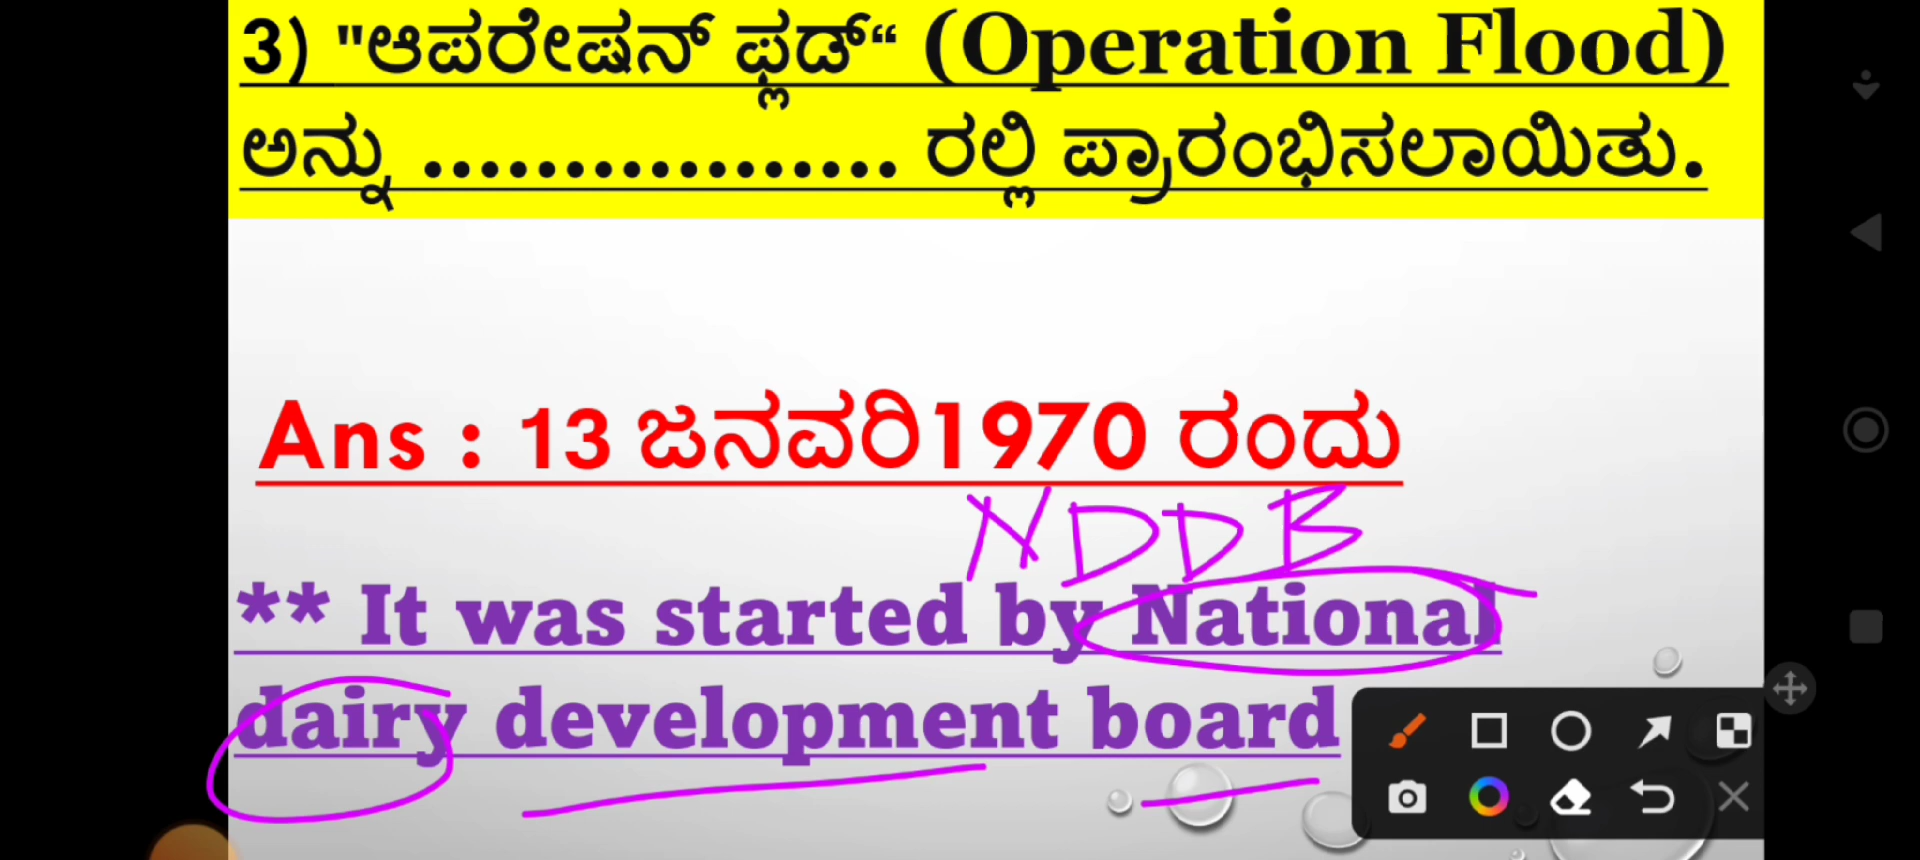 3) "ಆಪರೇಷನ್ ಫ್ಲಡ್“ (Operation Flood)
ಅನ್ನು ................. ರಲ್ಲಿ ಪ್ರಾರಂಭಿಸಲಾಯಿತು.
Ans : 13 ಜನವರಿ1970 ರಂದು
NDDB
** It was started by National
dairy development board